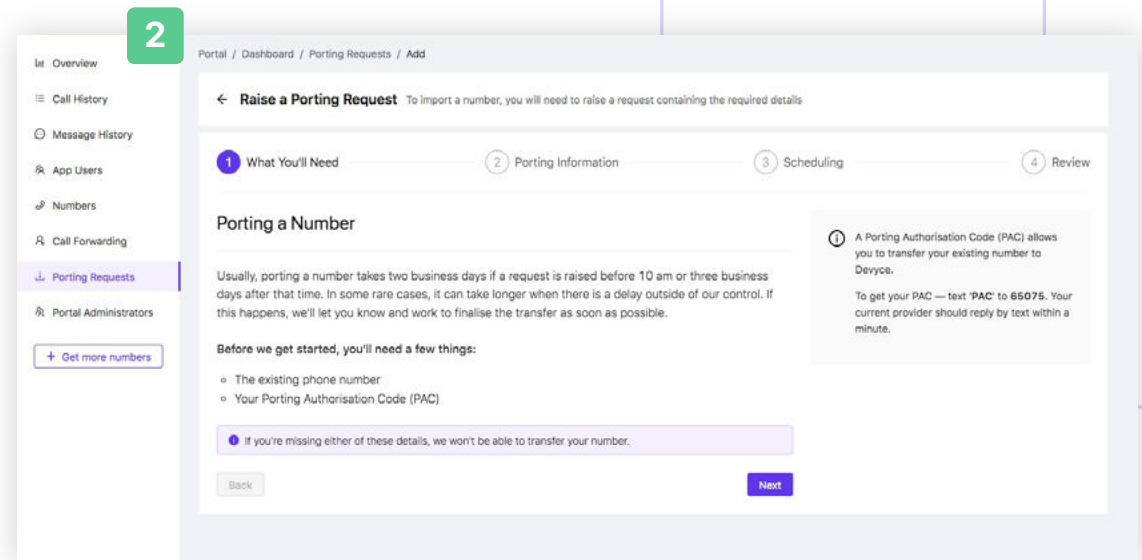 2
Overview
Call History
Message History
App Users
Numbers
Call Forwarding
Porting Requests
Portal Administrators
+ Get more numbers
Portal / Dashboard / Porting Requests / Add
← Raise a Porting Request To import a number, you will need to raise a request containing the required details
1 What You'll Need
2 Porting Information
3 Scheduling
4 Review
Porting a Number
Usually, porting a number takes two business days if a request is raised before 10 am or three business
days after that time. In some rare cases, it can take longer when there is a delay outside of our control. If
this happens, we'll let you know and work to finalise the transfer as soon as possible.
Before we get started, you'll need a few things:
The existing phone number
Your Porting Authorisation Code (PAC)
If you're missing either of these details, we won't be able to transfer your number.
Back
Next
A Porting Authorisation Code (PAC) allows
you to transfer your existing number to
Devyce.
To get your PAC — text 'PAC' to 65075. Your
current provider should reply by text within a
minute.